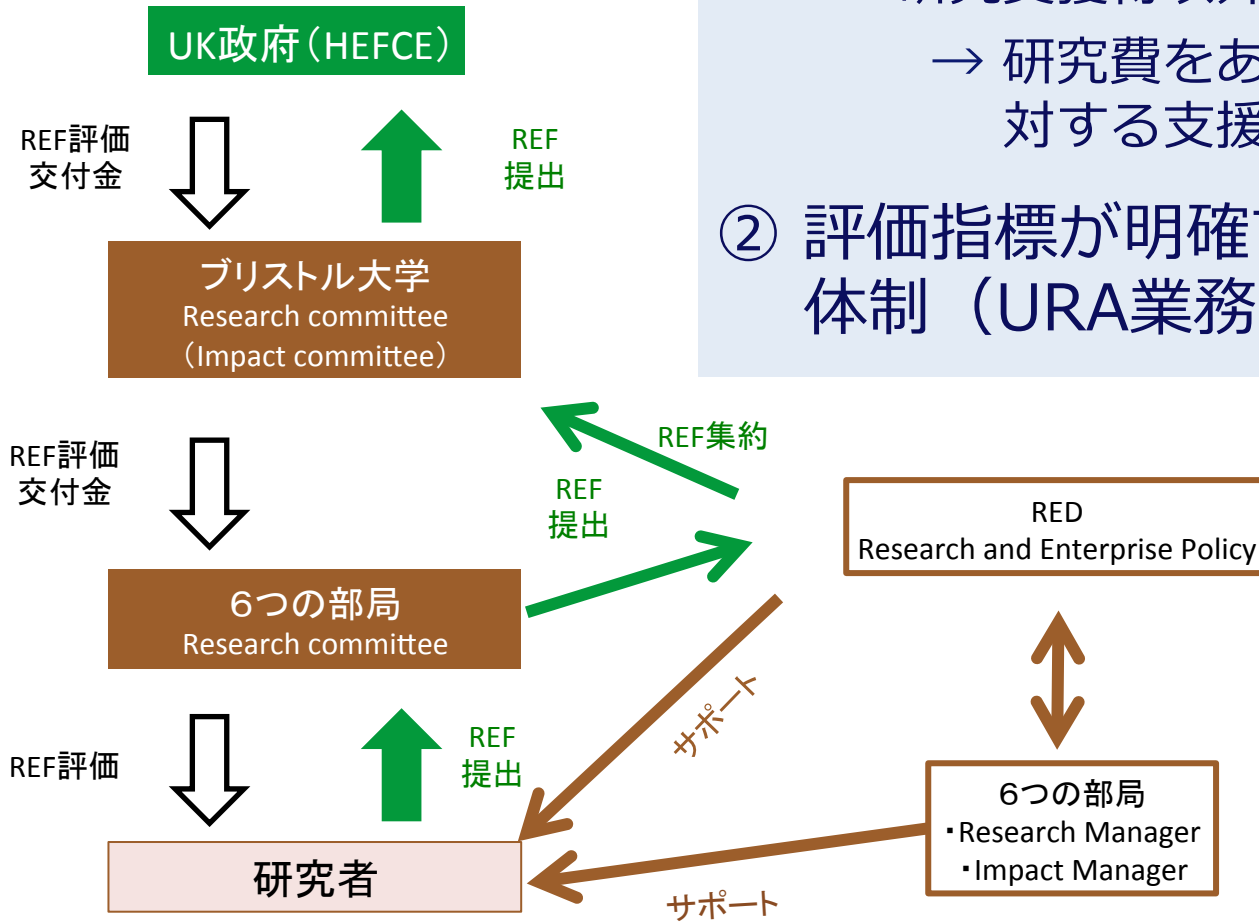 UK政府(HEFCE)
REF評価
交付金
REF
提出
ブリストル大学
Research committee
(Impact committee)
REF評価
交付金
REF集約
REF
提出
6つの部局
Research committee
REF評価
REF
提出
研究者
サポート
サポート
RED
Research and Enterprise Policy
6つの部局
・Research Manager
・Impact Manager
→ 研究費をあ
対する支援
② 評価指標が明確
体制(URA業務